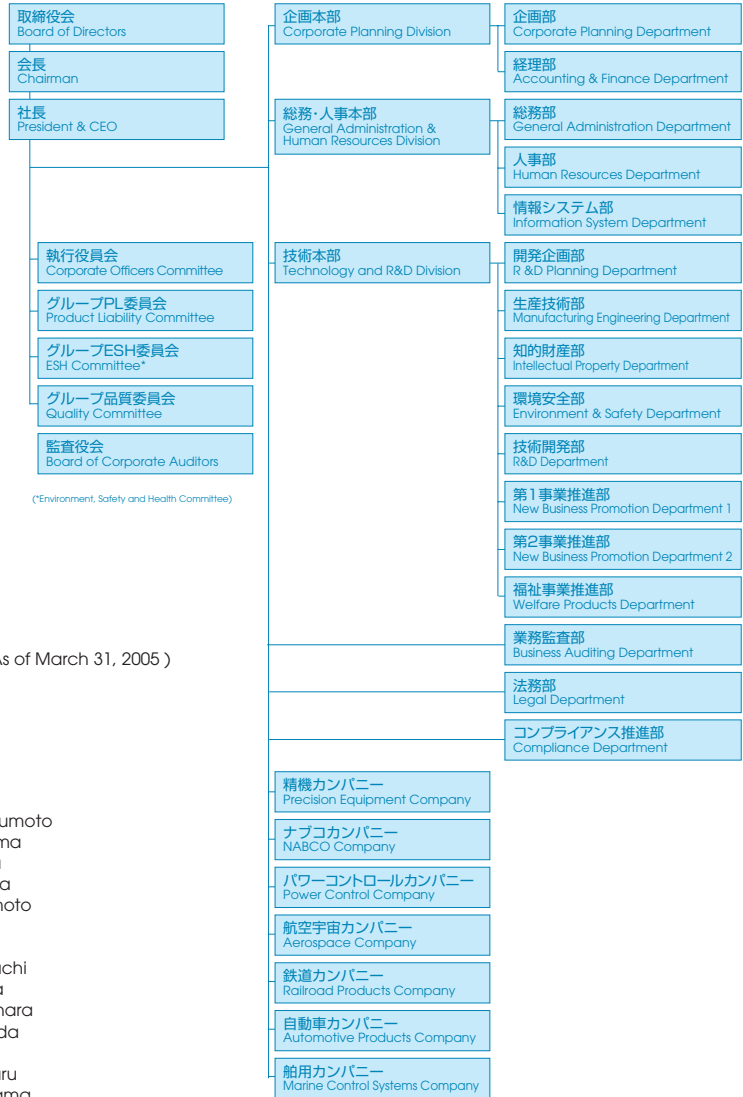 取締役会
Board of Directors
会長
Chairman
社長
President & CEO
執行役員会
Corporate Officers Committee
グループPL委員会
Product Liability Committee
グループESH委員会
ESH Committee*
グループ品質委員会
Quality Committee
監査役会
Board of Corporate Auditors
(*Environment, Safety and Health Committee)
s of March 31, 2005 )
umoto
ma
a
noto
achi
a
hara
da
aru
ama
企画本部
Corporate Planning Division
総務・人事本部
General Administration &
Human Resources Division
技術本部
Technology and R&D Division
企画部
Corporate Planning Department
経理部
Accounting & Finance Department
総務部
General Administration Department
人事部
Human Resources Department
情報システム部
Information System Department
開発企画部
R &D Planning Department
生産技術部
Manufacturing Engineering Department
知的財産部
Intellectual Property Department
環境安全部
Environment & Safety Department
技術開発部
R&D Department
第1事業推進部
New Business Promotion Department 1
第2事業推進部
New Business Promotion Department 2
福祉事業推進部
Welfare Products Department
業務監査部
Business Auditing Department
法務部
Legal Department
コンプライアンス推進部
Compliance Department
精機カンパニー
Precision Equipment Company
ナブコカンパニー
NABCO Company
パワーコントロールカンパニー
Power Control Company
航空宇宙カンパニー
Aerospace Company
鉄道カンパニー
Railroad Products Company
自動車カンパニー
Automotive Products Company
舶用カンパニー
Marine Control Systems Company